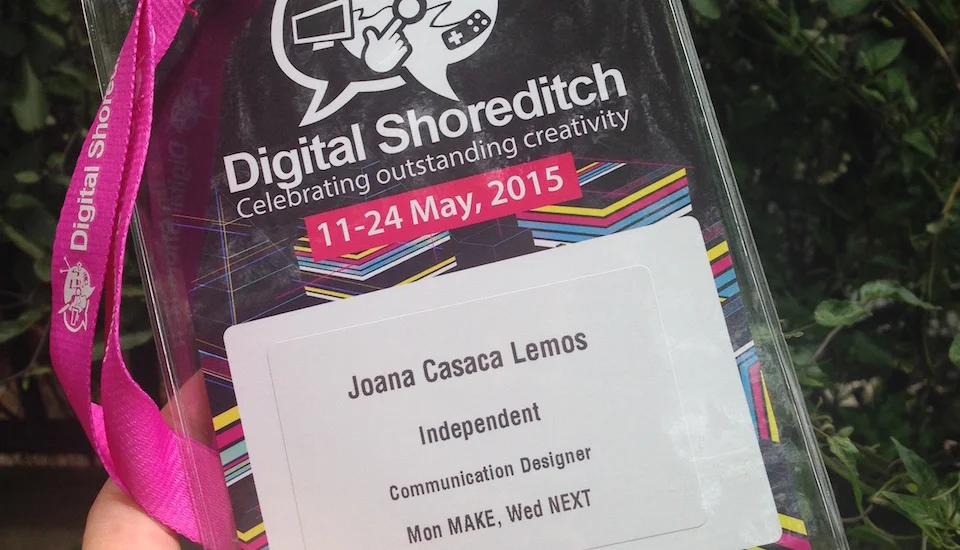 Digital Shoreditch
Celebrating outstanding creativity
11-24 May, 2015
Joana Casaca Lemos
Independent
Communication Designer
Mon MAKE, Wed NEXT
Digital Shore